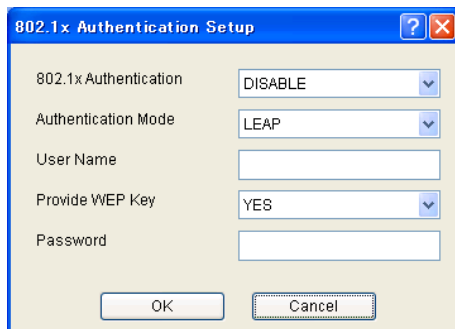 802.1x Authentication Setup
802.1x Authentication DISABLE
Authentication Mode LEAP
User Name
Provide WEP Key YES
Password
OK Cancel